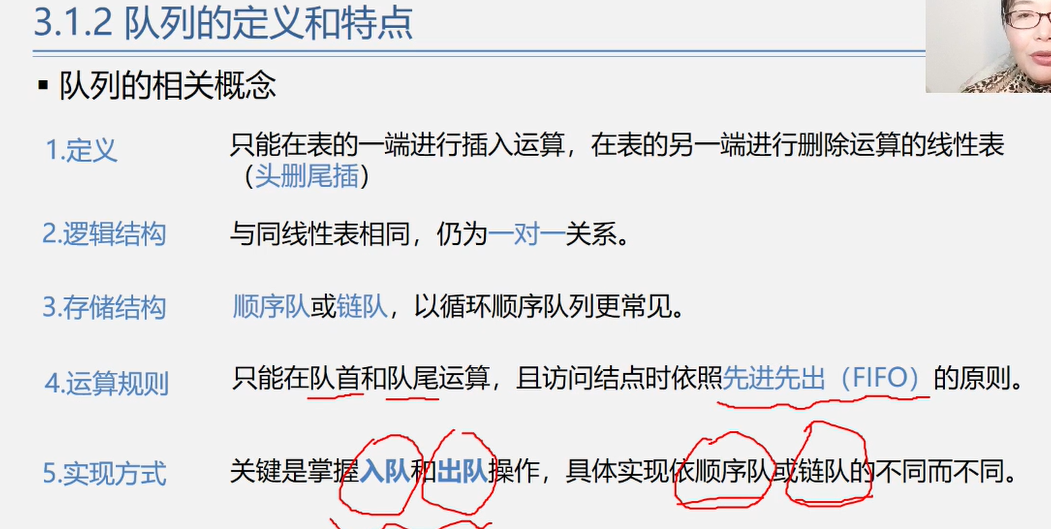 3.1.2 队列的定义和特点
▪ 队列的相关概念
1.定义
只能在表的一端进行插入运算，在表的另一端进行删除运算的线性表
（头删尾插）
2.逻辑结构
与同线性表相同，仍为一对一关系。
3.存储结构
顺序队或链队，以循环顺序队列更常见。
4.运算规则
只能在队首和队尾运算，且访问结点时依照先进先出（FIFO）的原则。
5.实现方式
关键是掌握入队和出队操作，具体实现依顺序队或链队的不同而不同。